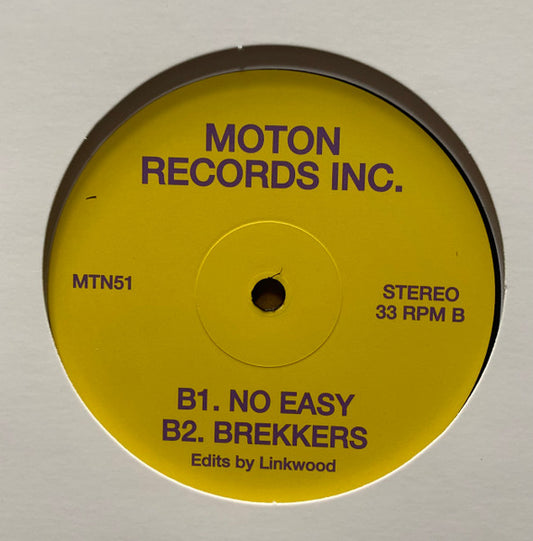 MOTON
RECORDS INC.
MTN51
STEREO
33 RPM B
B1. NO EASY
B2. BREKKERS
Edits by Linkwood